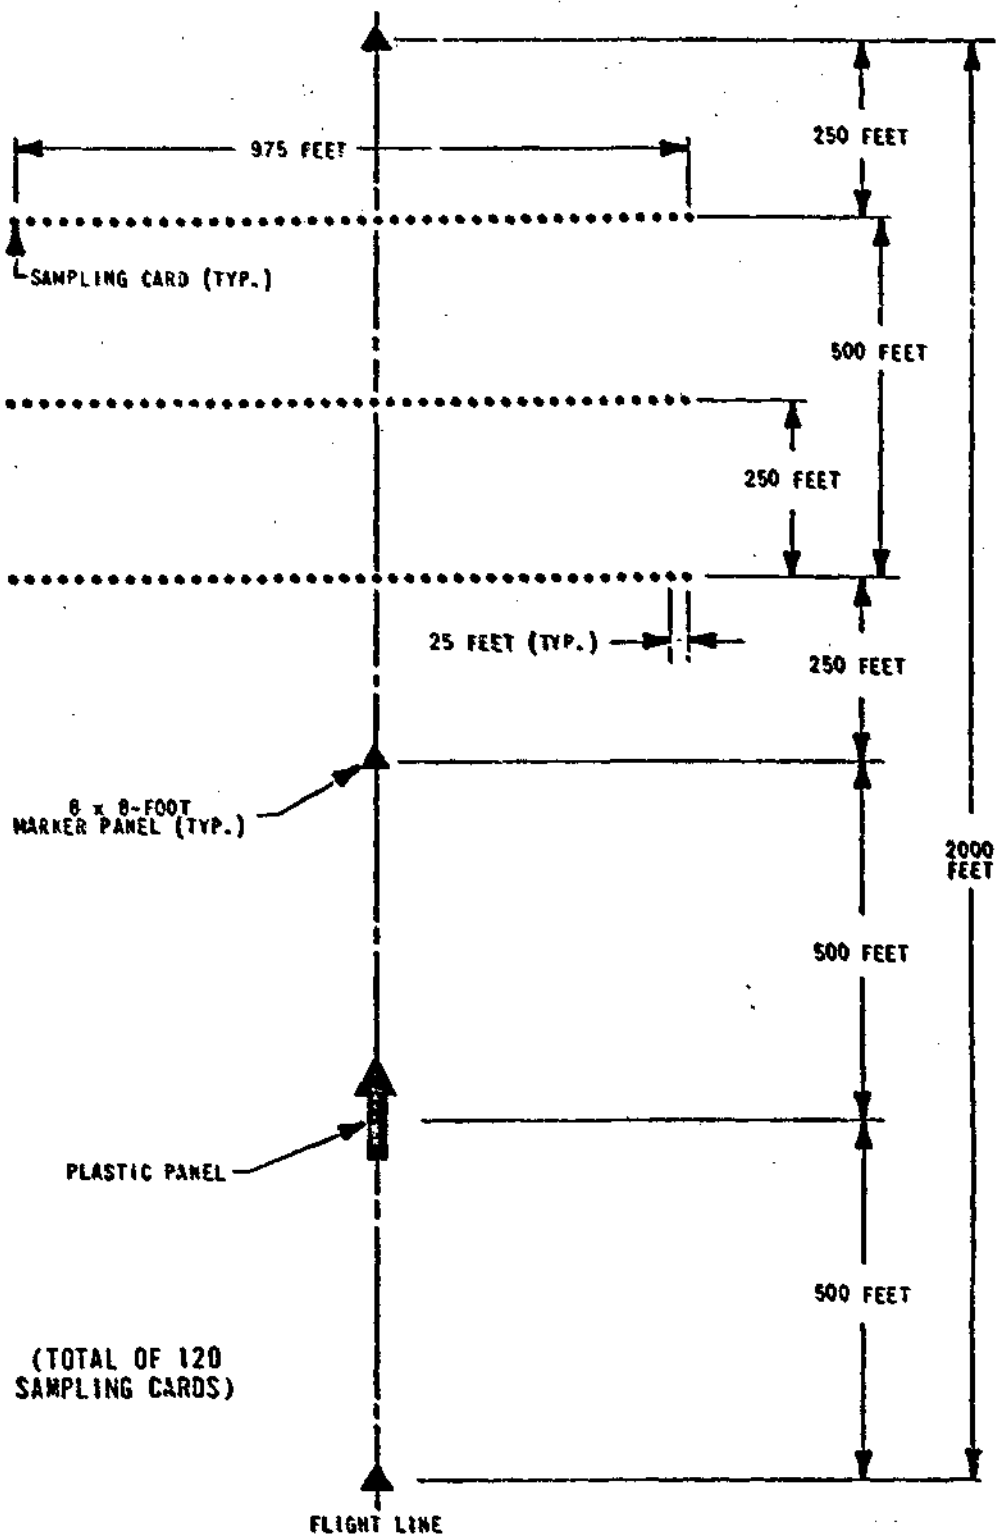 250 FEET
975 FEET
SAMPLING CARD (TYP.)
500 FEET
250 FEET
25 FEET (TYP.)
250 FEET
8 x 8-FOOT
MARKER PANEL (TYP.)
2000
FEET
500 FEET
PLASTIC PANEL
500 FEET
(TOTAL OF 120
SAMPLING CARDS)
FLIGHT LINE